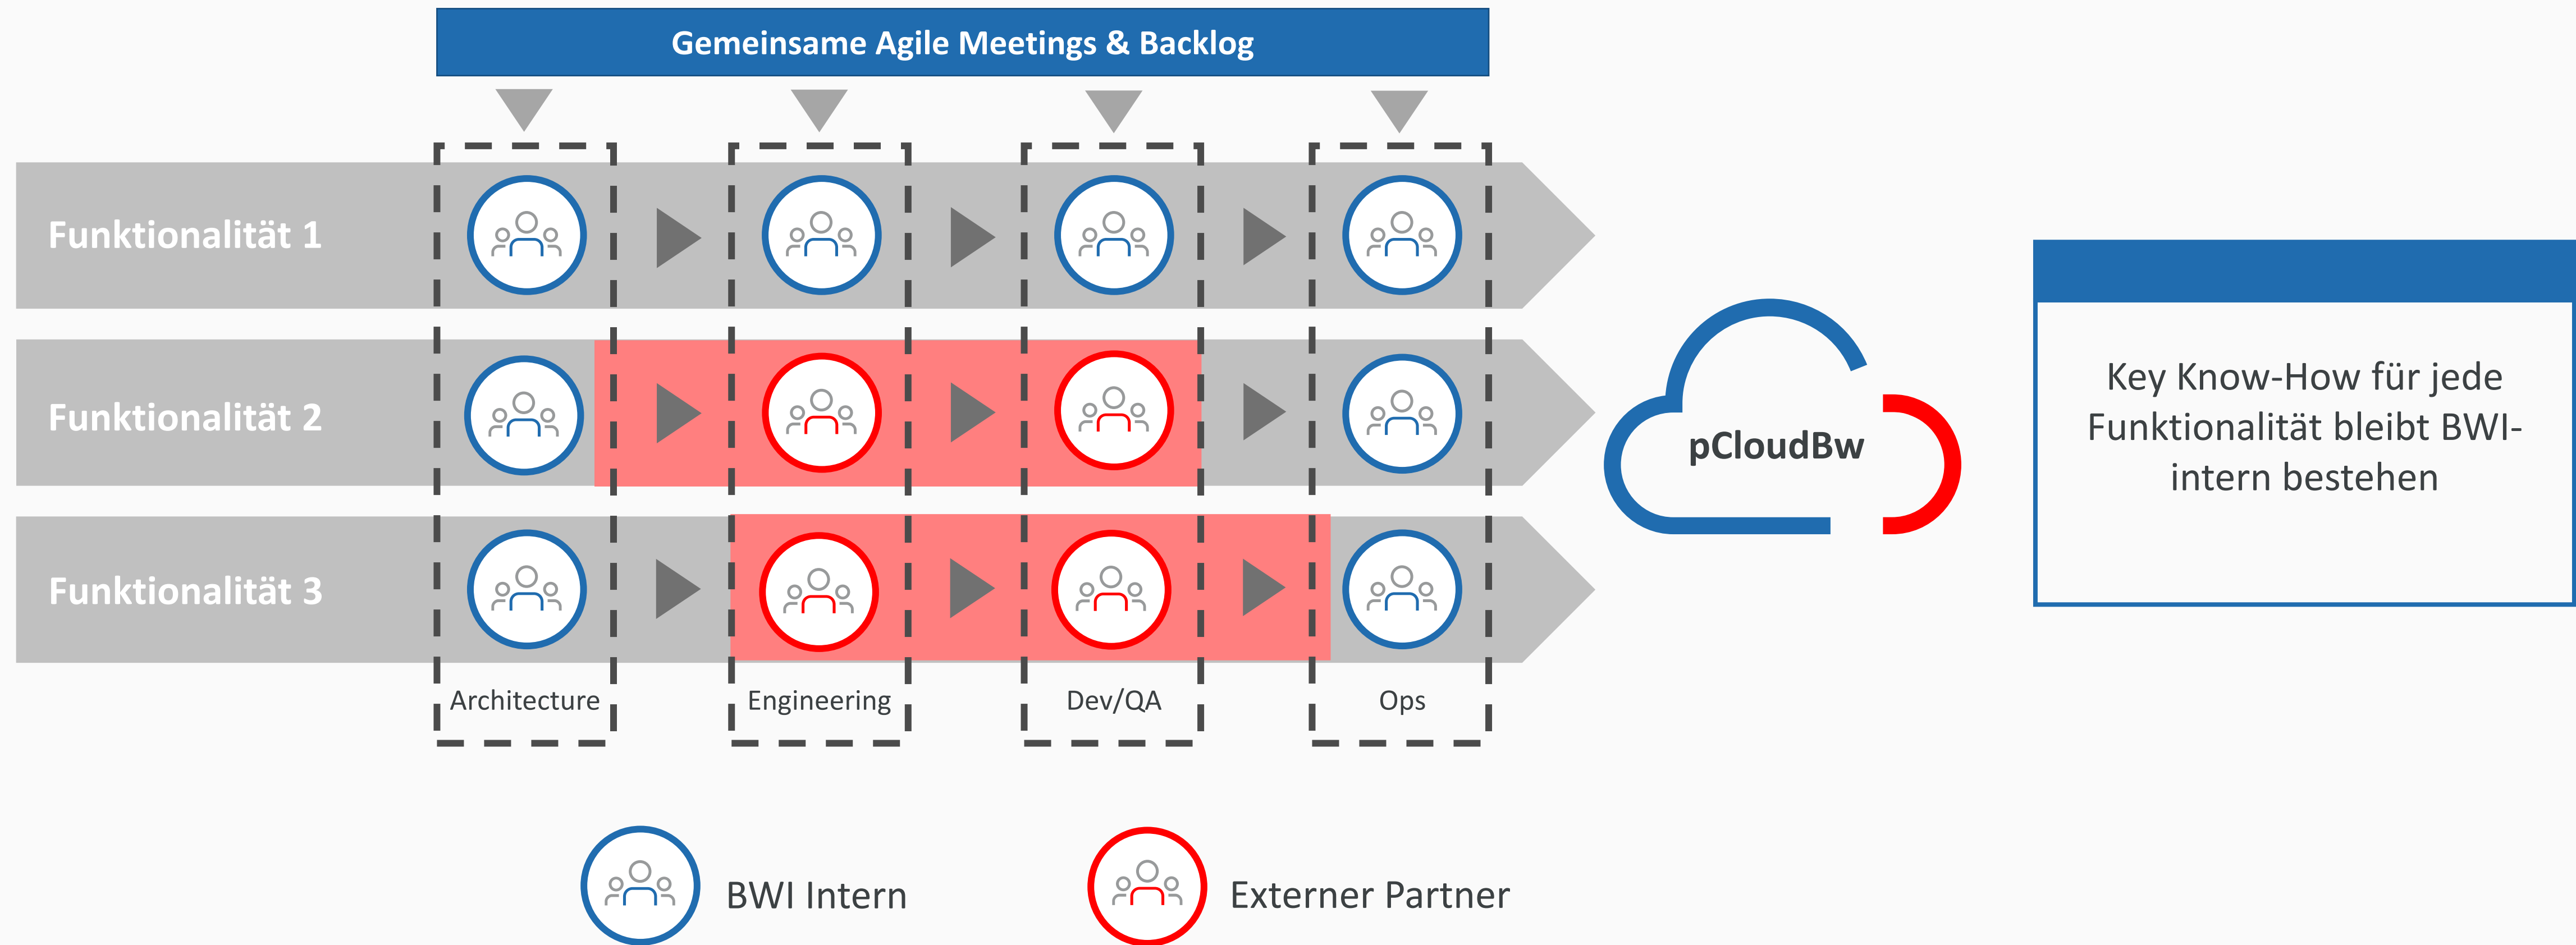 Gemeinsame Agile Meetings & Backlog
Funktionalität 1
Funktionalität 2
Funktionalität 3
Architecture
Engineering
Dev/QA
Ops
pCloudBw
Key Know-How für jede
Funktionalität bleibt BWI-
intern bestehen
BWI Intern
Externer Partner